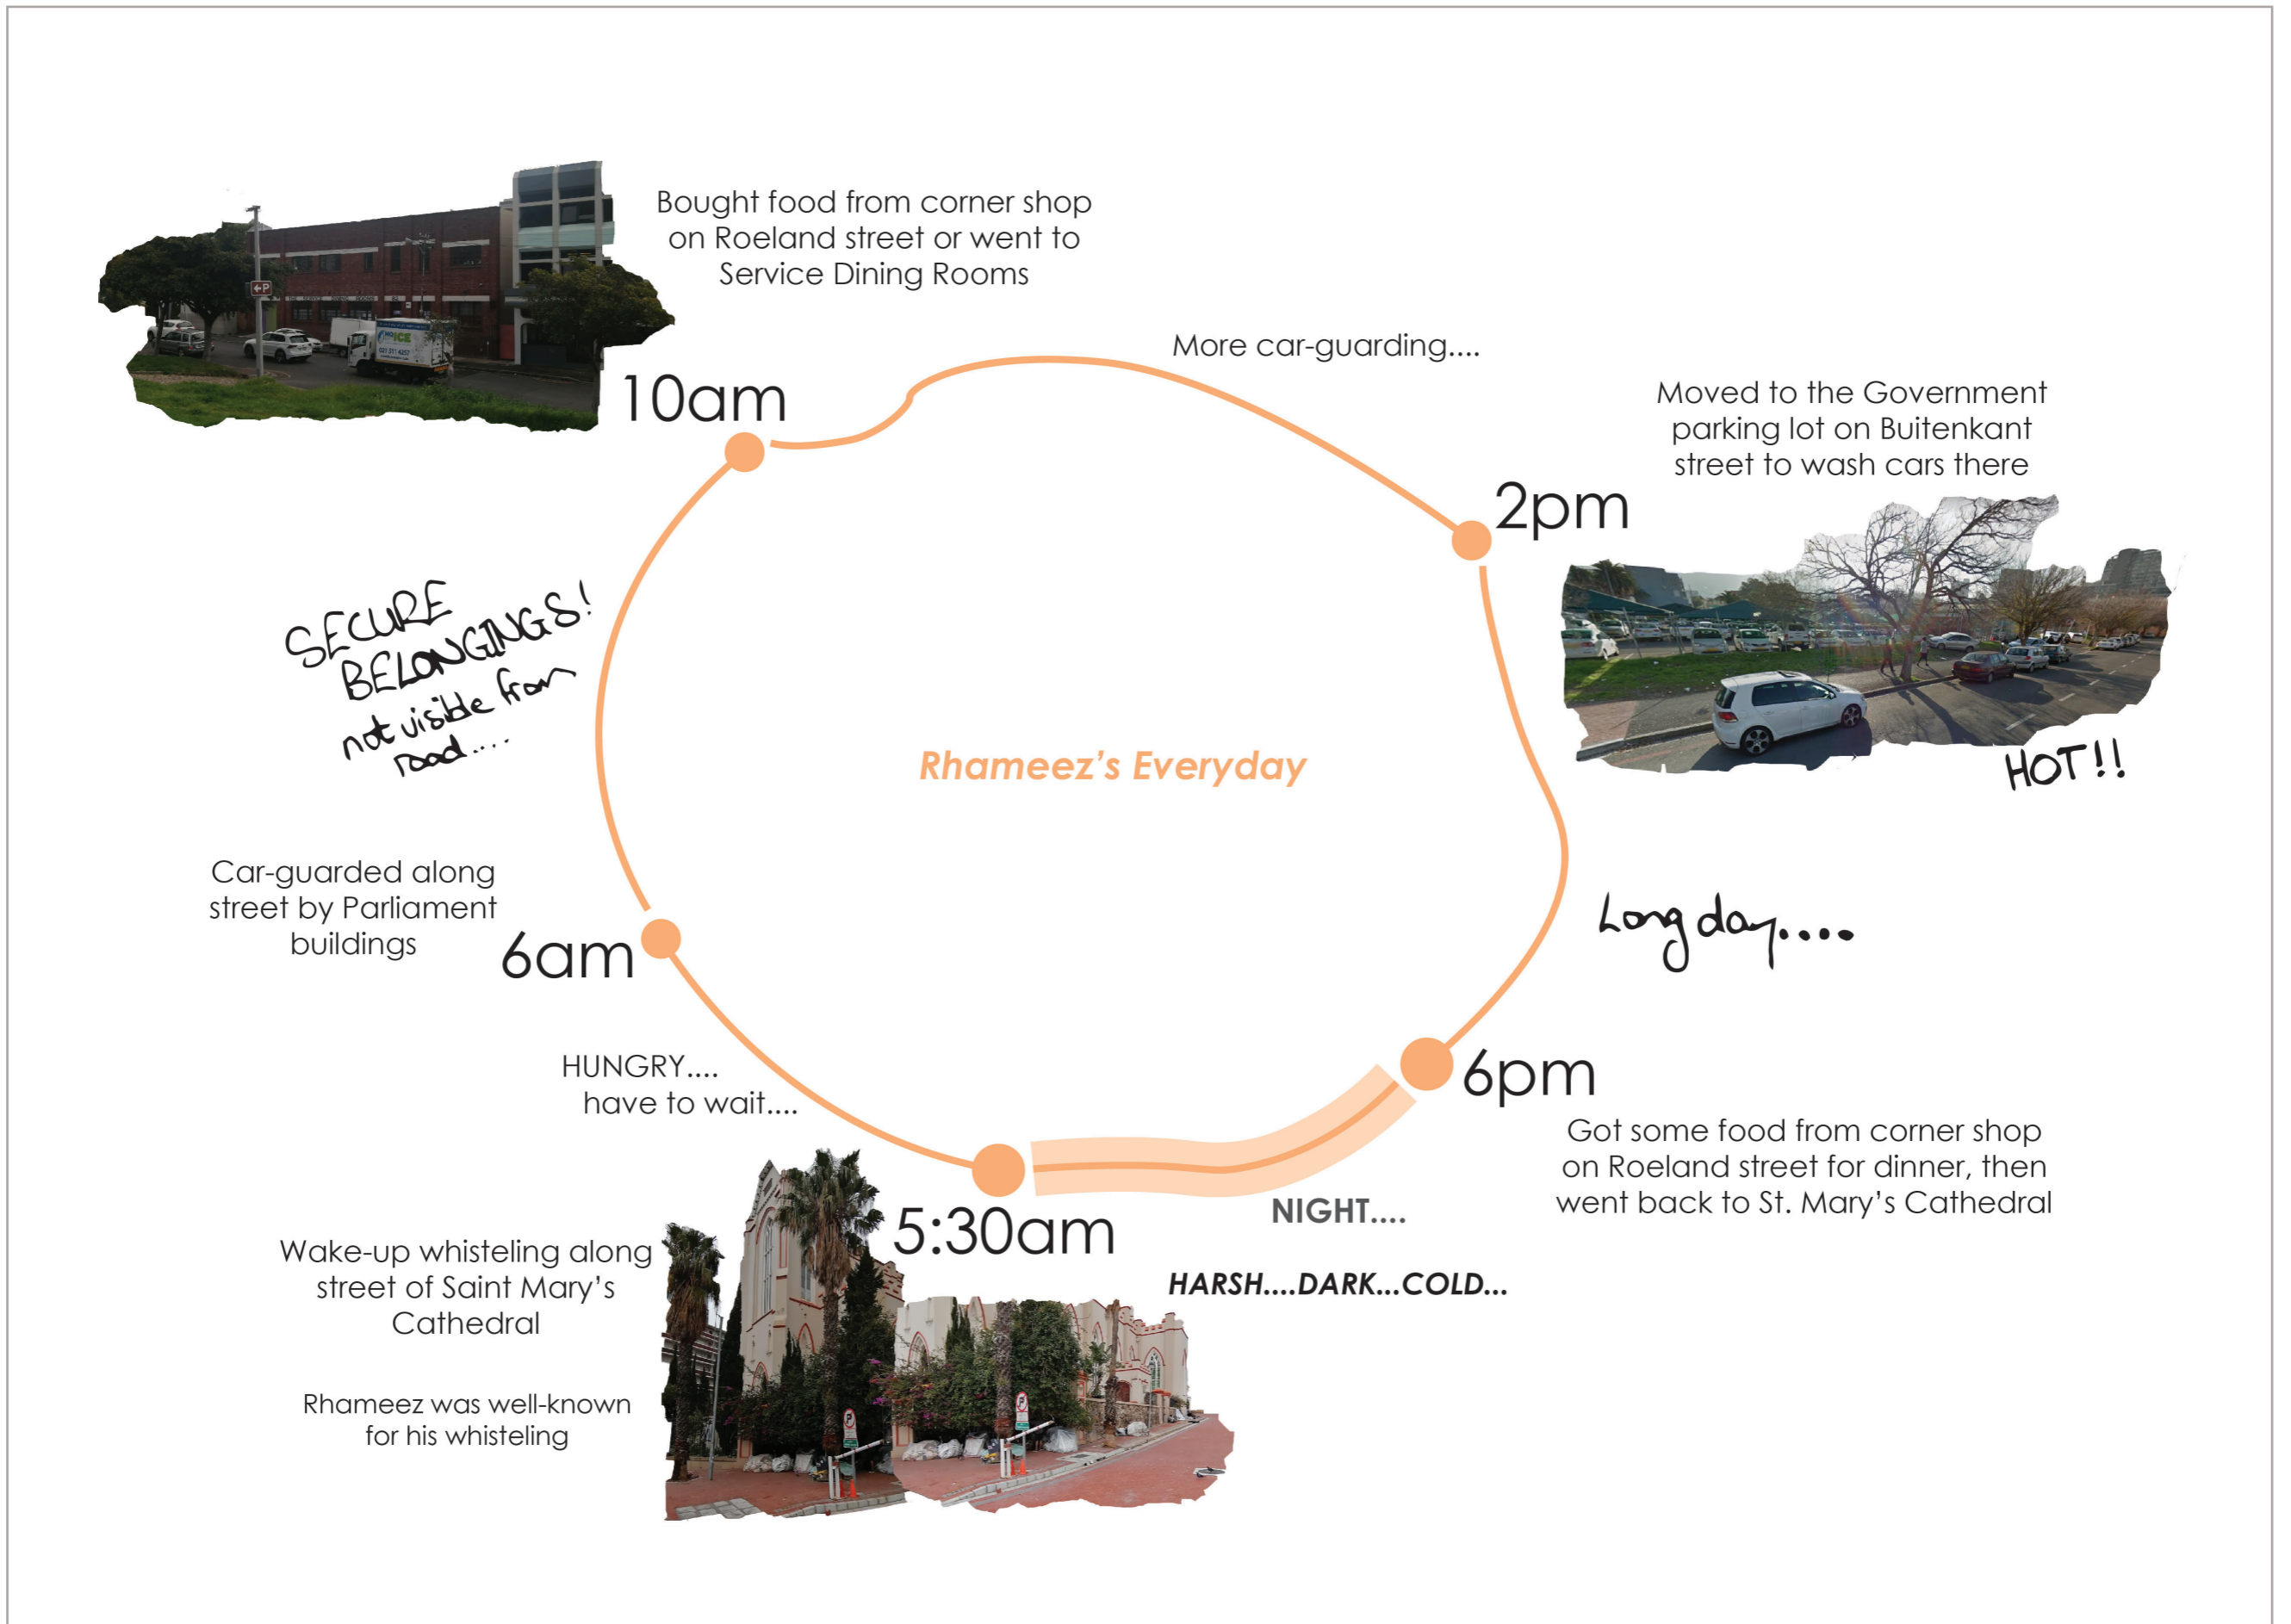 Bought food from corner shop
on Roeland street or went to
Service Dining Rooms
10am
More car-guarding....
Moved to the Government
parking lot on Buitenkant
street to wash cars there
2pm
HOT!!
SECURE
BELONGINGS!
not visible from
road....
Rhameez's Everyday
Car-guarded along
street by Parliament
buildings
6am
Long day....
HUNGRY....
have to wait....
6pm
Got some food from corner shop
on Roeland street for dinner, then
went back to St. Mary's Cathedral
NIGHT....
HARSH....DARK...COLD...
5:30am
Wake-up whisteling along
street of Saint Mary's
Cathedral
Rhameez was well-known
for his whisteling
←P
ICE